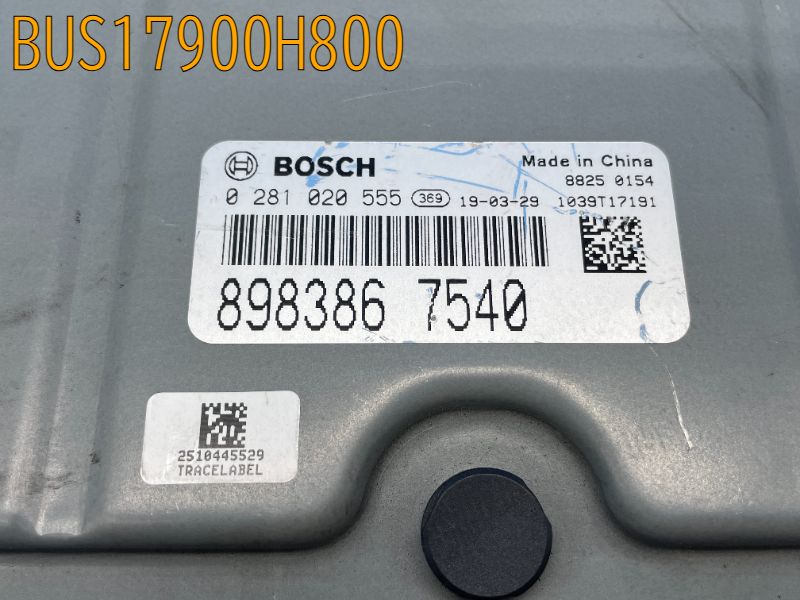 BUS17900H800
BOSCH Made in China
8825 0154
0 281 020 555 369 19-03-29 1039T17191
898386 7540
2510445529
TRACELABEL